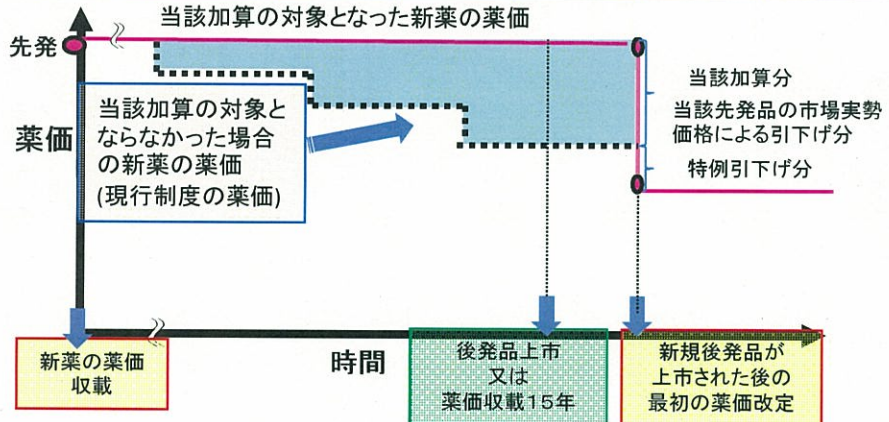 当該加算の対象となった新薬の薬価
先発
薬価
当該加算の対象と
ならなかった場合
の新薬の薬価
(現行制度の薬価)
当該加算分
当該先発品の市場実勢
価格による引下げ分
特例引下げ分
新薬の薬価
収載
時間
後発品上市
又は
薬価収載15年
新規後発品が
上市された後の
最初の薬価改定